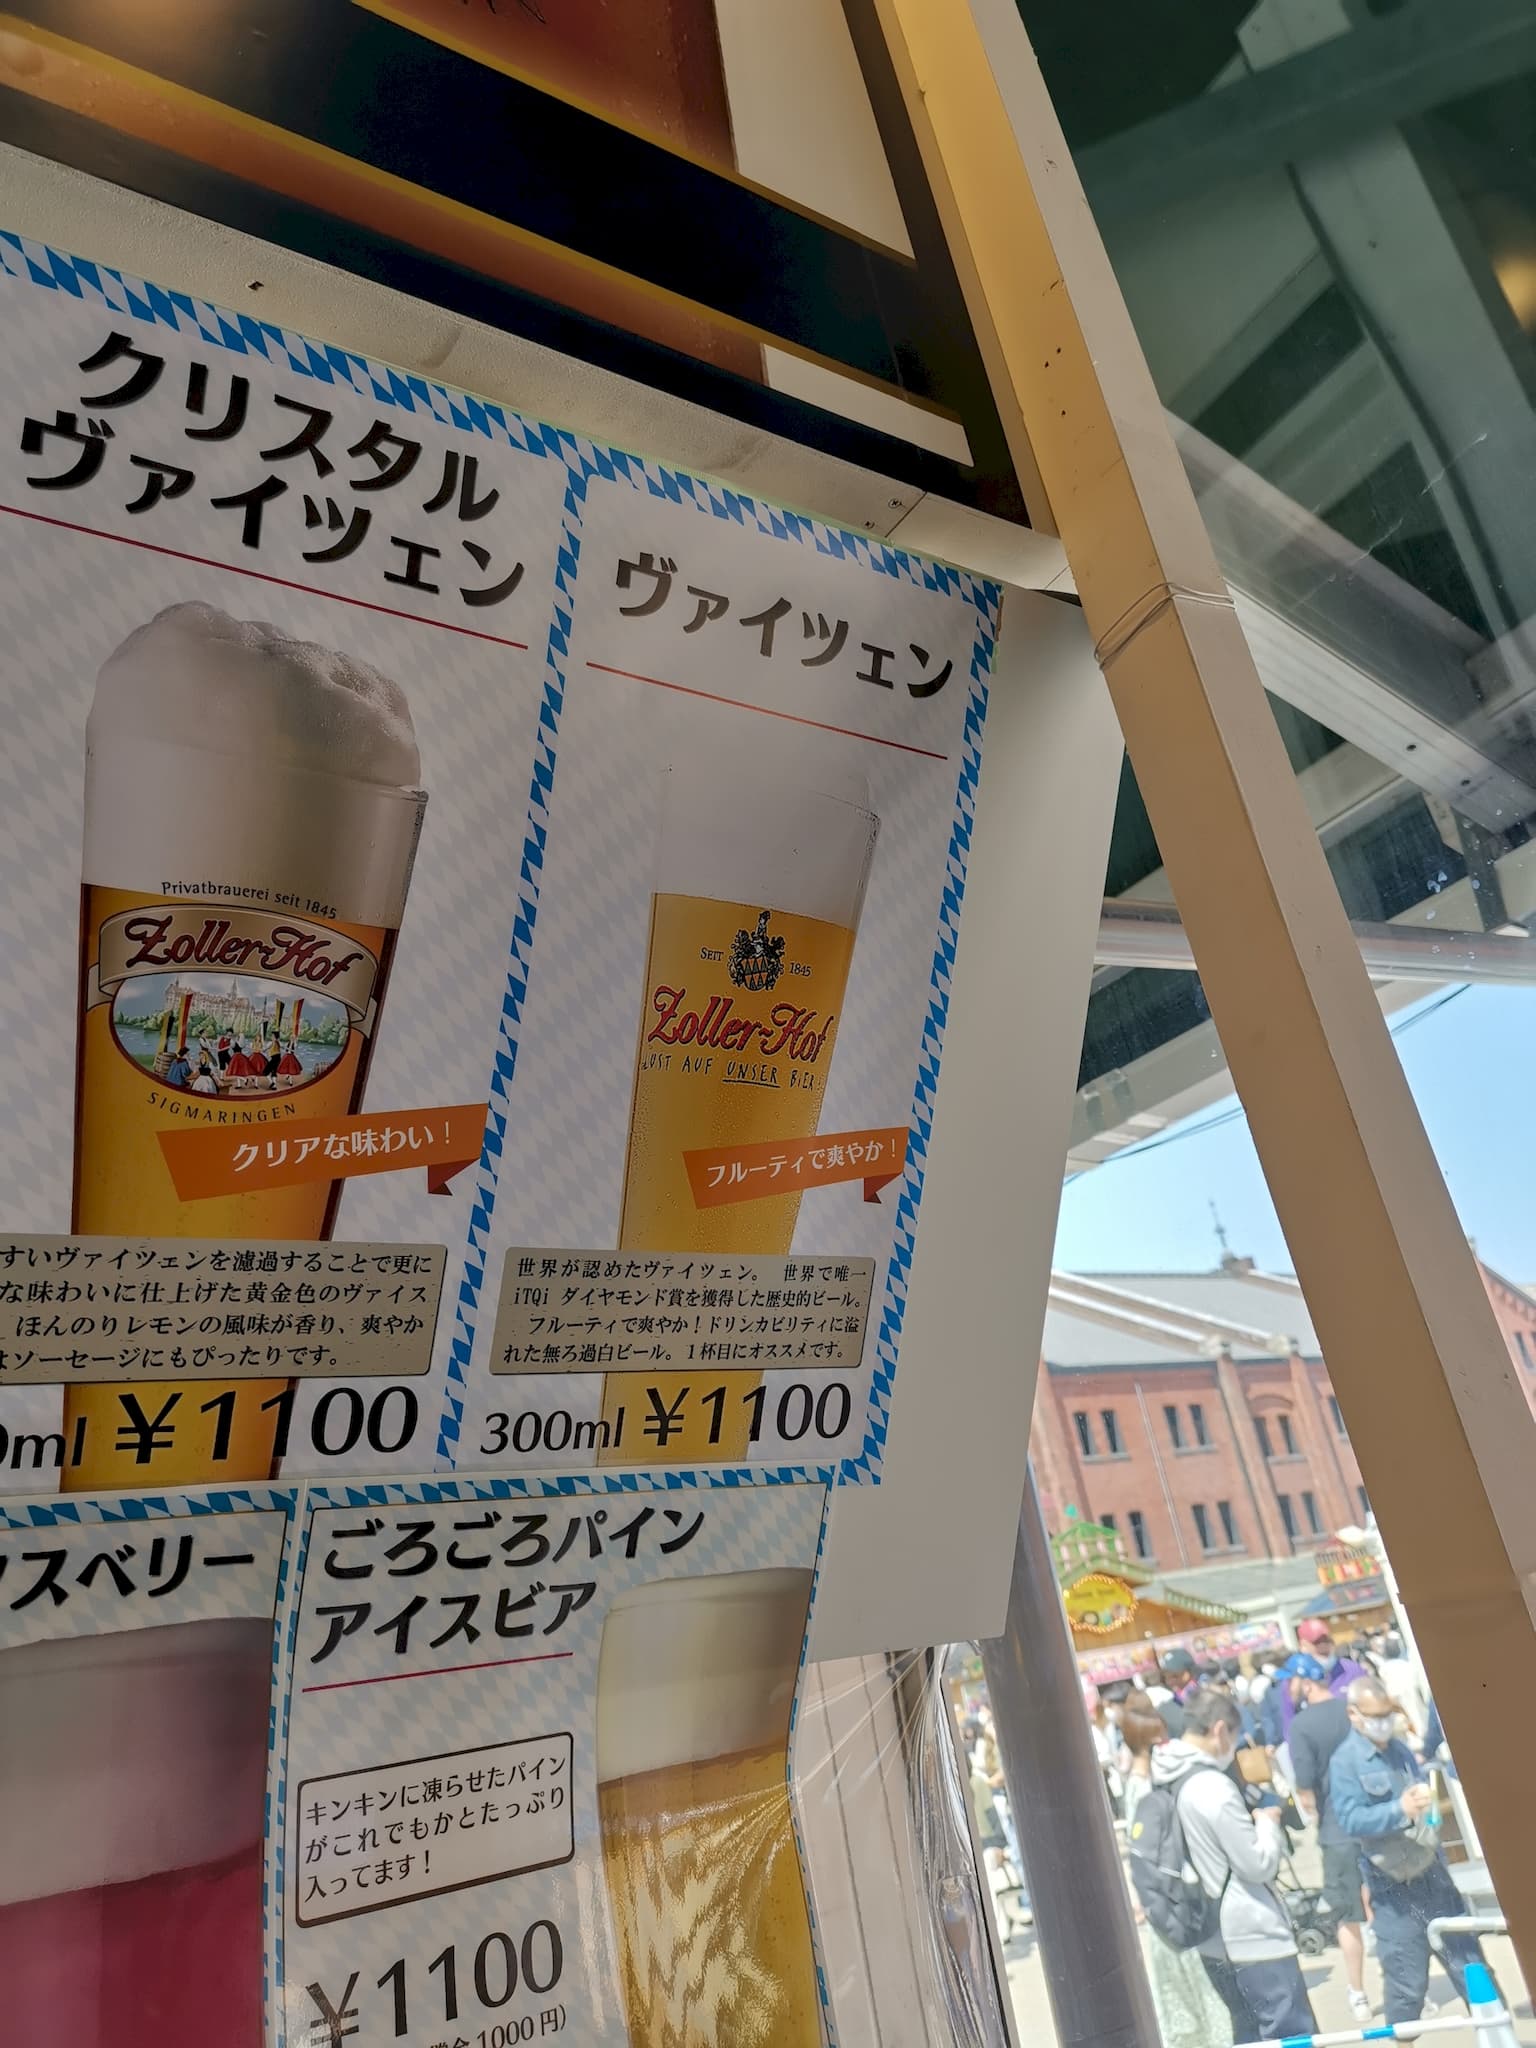 クリスタル
ヴァイツェン
Privatbrauerei seit 1845
Zoller-Hof
SIGMARINGEN
クリアな味わい！
すいヴァイツェンを濾過することで更に
な味わいに仕上げた黄金色のヴァイス
ほんのりレモンの風味が香り、爽やか
はソーセージにもぴったりです。
0ml ¥1100
ヴァイツェン
SEIT 1845
Zoller-Hof
LUST AUF UNSER BIER
フルーティで爽やか！
世界が認めたヴァイツェン。 世界で唯一
iTQi ダイヤモンド賞を獲得した歴史的ビール。
フルーティで爽やか！ドリンカビリティに溢
れた無ろ過白ビール。１杯目にオススメです。
300ml ¥1100
スベリー
ごろごろパイン
アイスビア
キンキンに凍らせたパイン
がこれでもかとたっぷり
入ってます！
¥1100
金1000円)